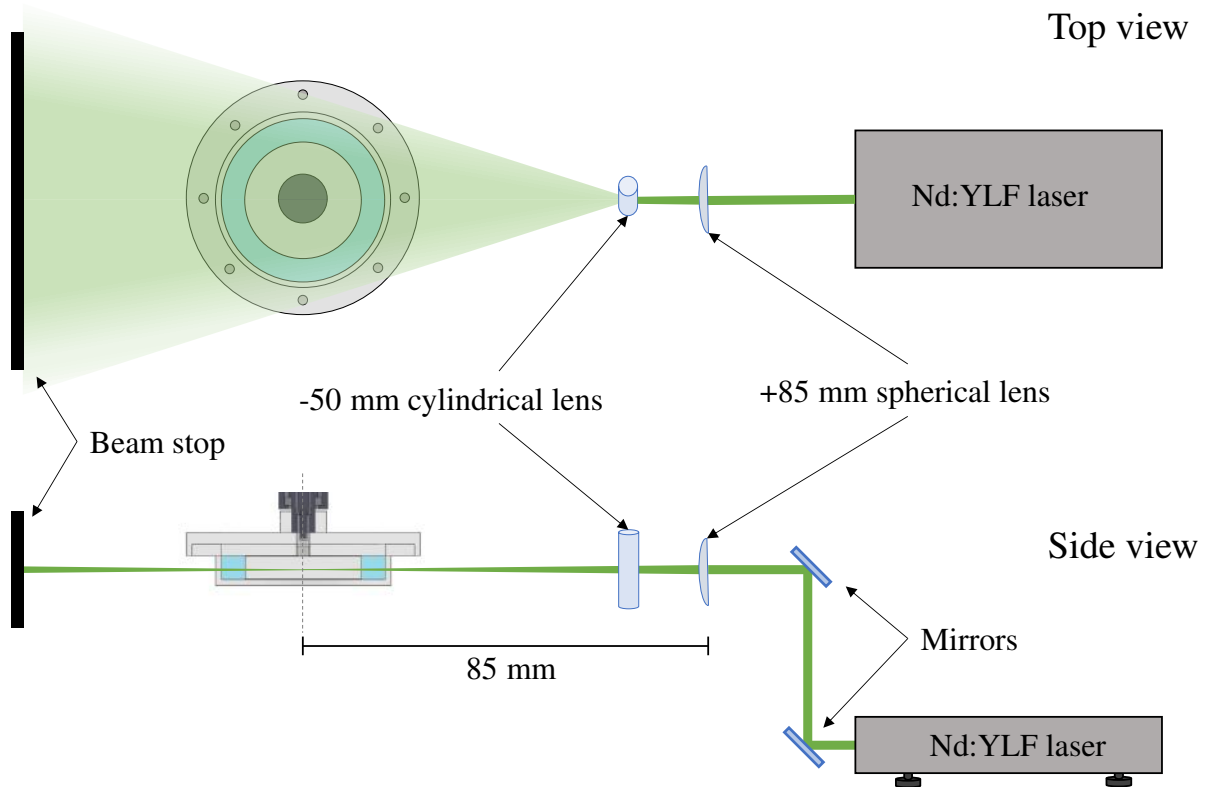 Top view
Nd:YLF laser
-50 mm cylindrical lens
+85 mm spherical lens
Beam stop
Side view
Mirrors
85 mm
Nd:YLF laser